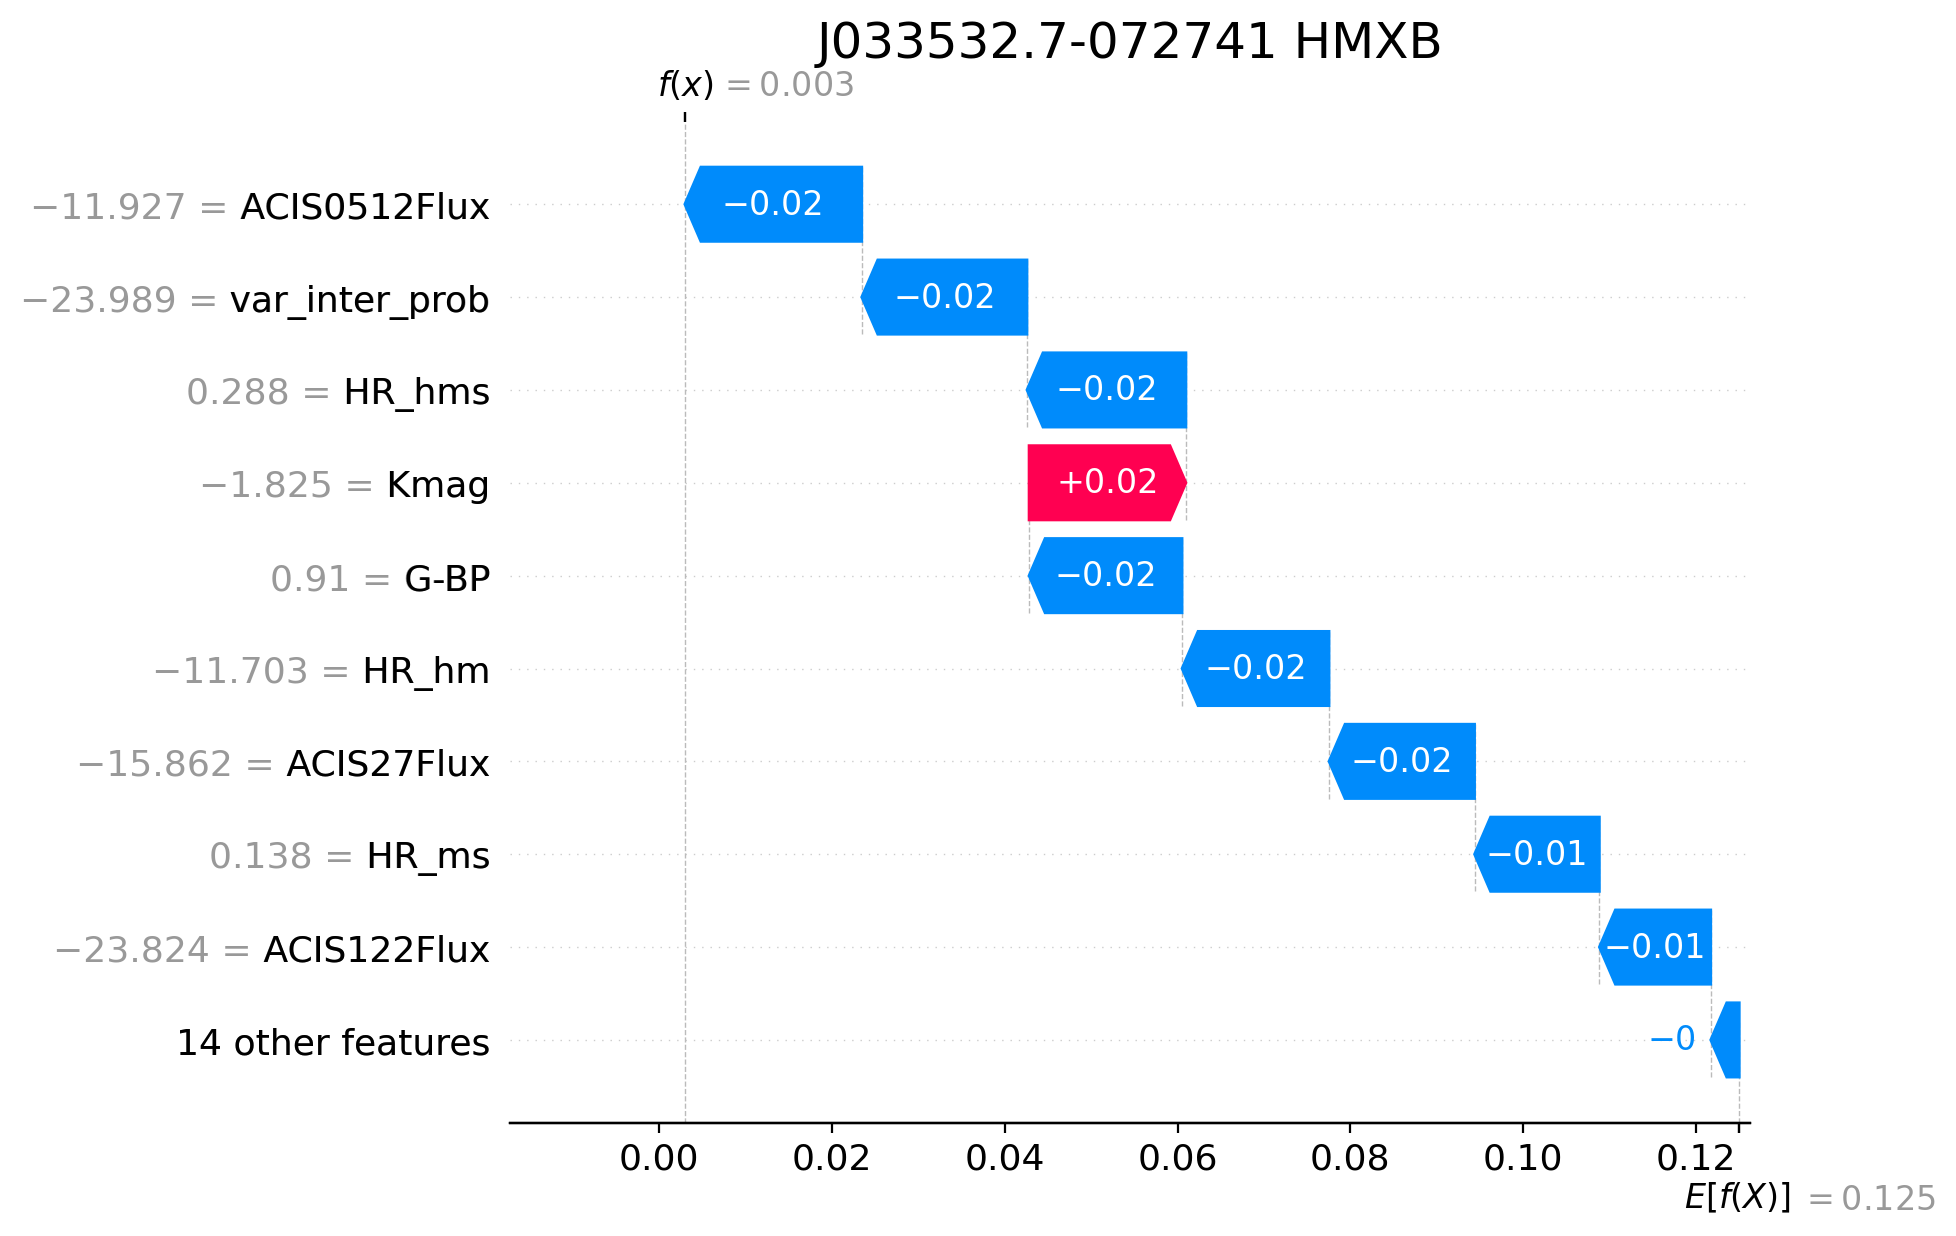 J033532.7-072741 HMXB
f(x) = 0.003
−11.927 = ACIS0512Flux
−0.02
−23.989 = var_inter_prob
−0.02
0.288 = HR_hms
−0.02
−1.825 = Kmag
+0.02
0.91 = G-BP
−0.02
−11.703 = HR_hm
−0.02
−15.862 = ACIS27Flux
−0.02
0.138 = HR_ms
−0.01
−23.824 = ACIS122Flux
−0.01
14 other features
−0
0.00 0.02 0.04 0.06 0.08 0.10 0.12
E[f(X)] = 0.125